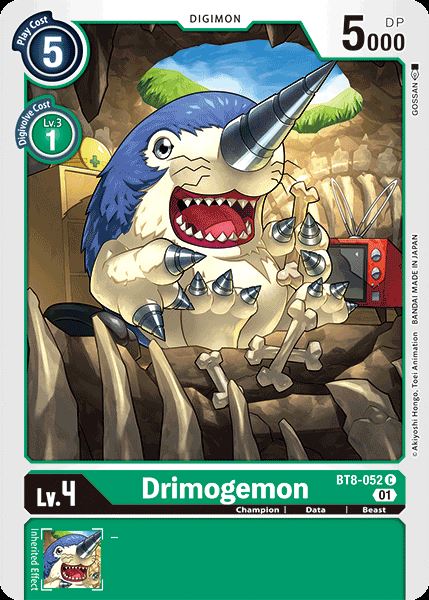 Play Cost
5
DIGIMON
DP
5000
Digivolve Cost
Lv.3
1
GOSSAN
©Akiyoshi Hongo, Toei Animation BANDAI MADE IN JAPAN
Lv.4
Drimogemon
BT8-052 C
01
Champion | Data | Beast
Inherited Effect
–